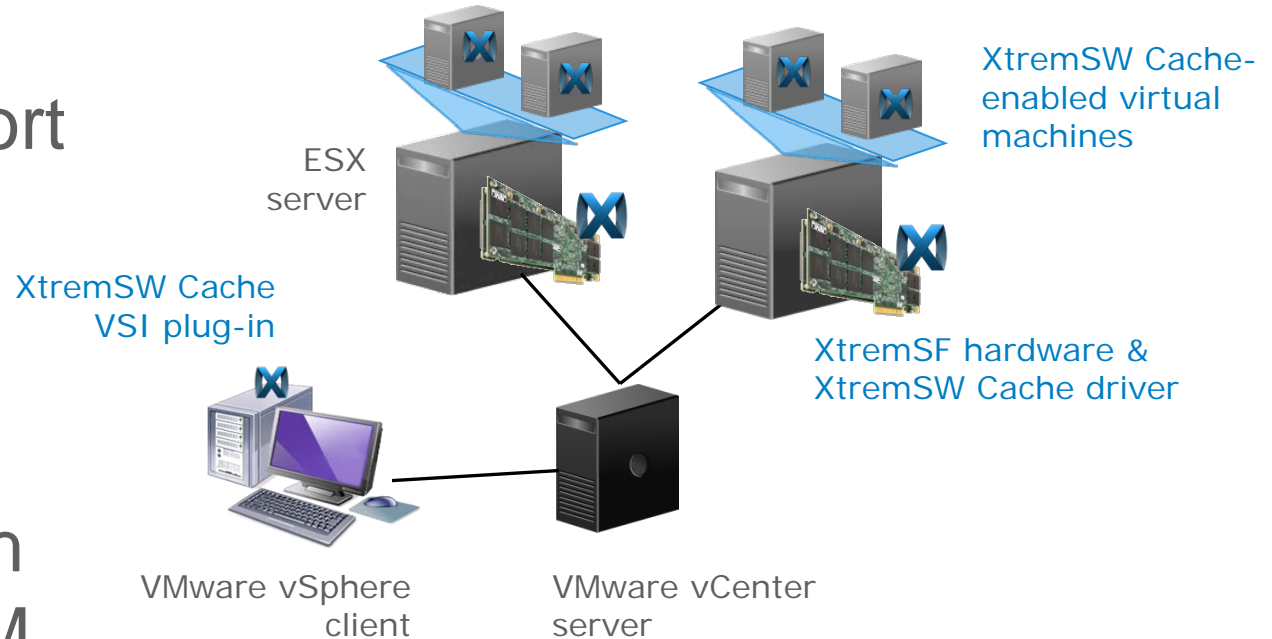 ort
ESX
server
XtremSW Cache-
enabled virtual
machines
XtremSW Cache
VSI plug-in
XtremSF hardware &
XtremSW Cache driver
n
M
VMware vSphere
client
VMware vCenter
server